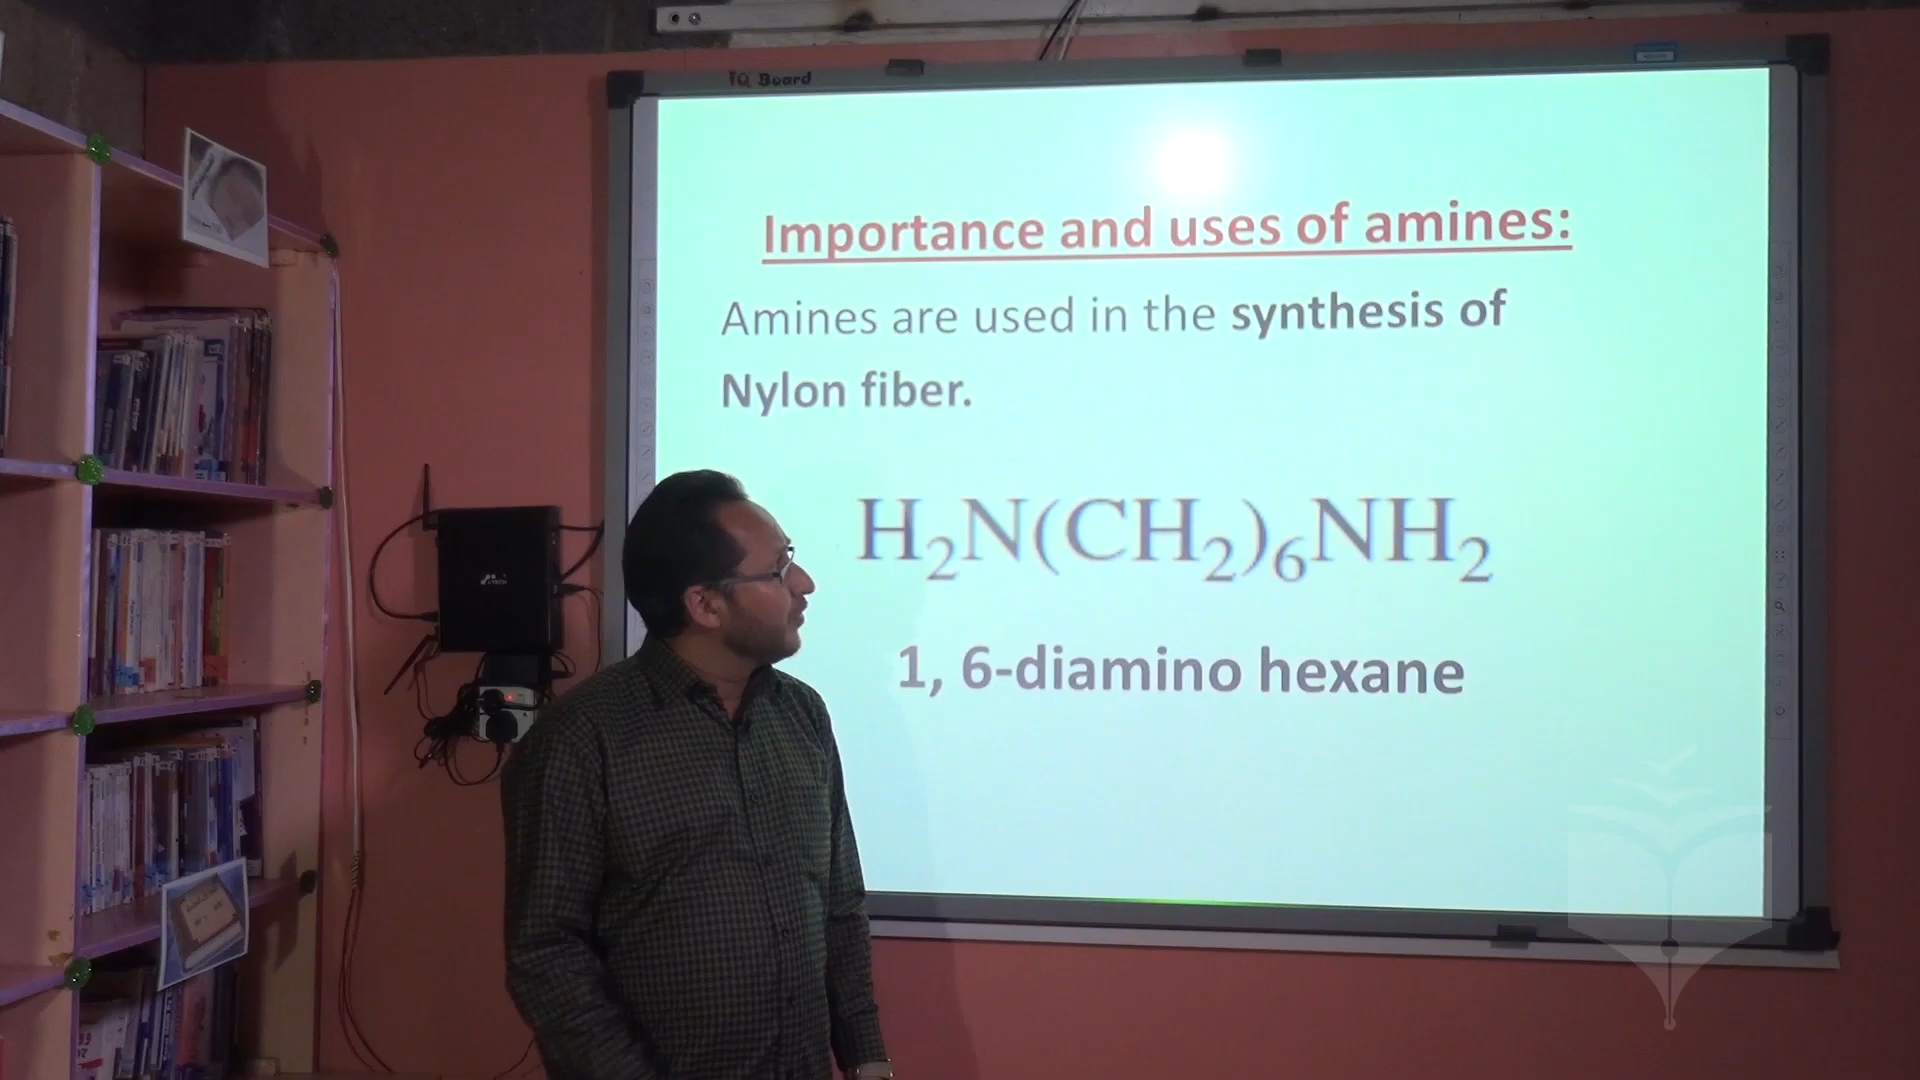 IQ Board
Importance and uses of amines:
Amines are used in the synthesis of
Nylon fiber.
H₂N(CH₂)₆NH₂
1, 6-diamino hexane